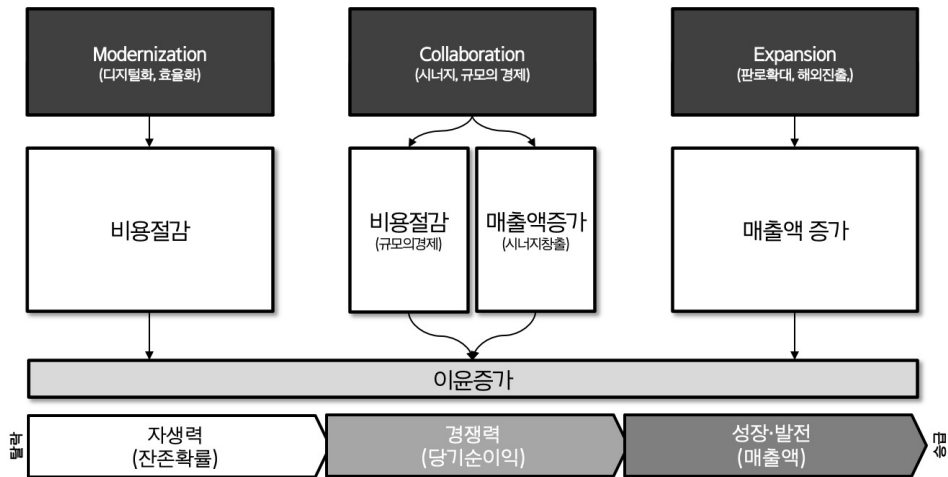 Modernization
(디지털화, 효율화)
Collaboration
(시너지, 규모의 경제)
Expansion
(판로확대, 해외진출,)
비용절감
비용절감
(규모의경제)
매출액증가
(시너지창출)
매출액 증가
이윤증가
탈락
자생력
(잔존확률)
경쟁력
(당기순이익)
성장·발전
(매출액)
승급